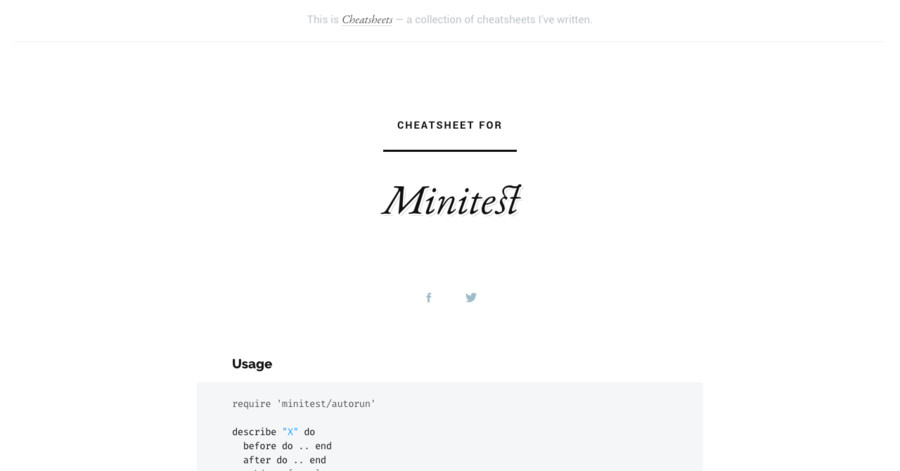 This is Cheatsheets — a collection of cheatsheets I've written.
CHEATSHEET FOR
Minitest
Usage
require 'minitest/autorun'
describe "X" do
  before do .. end
  after do .. end